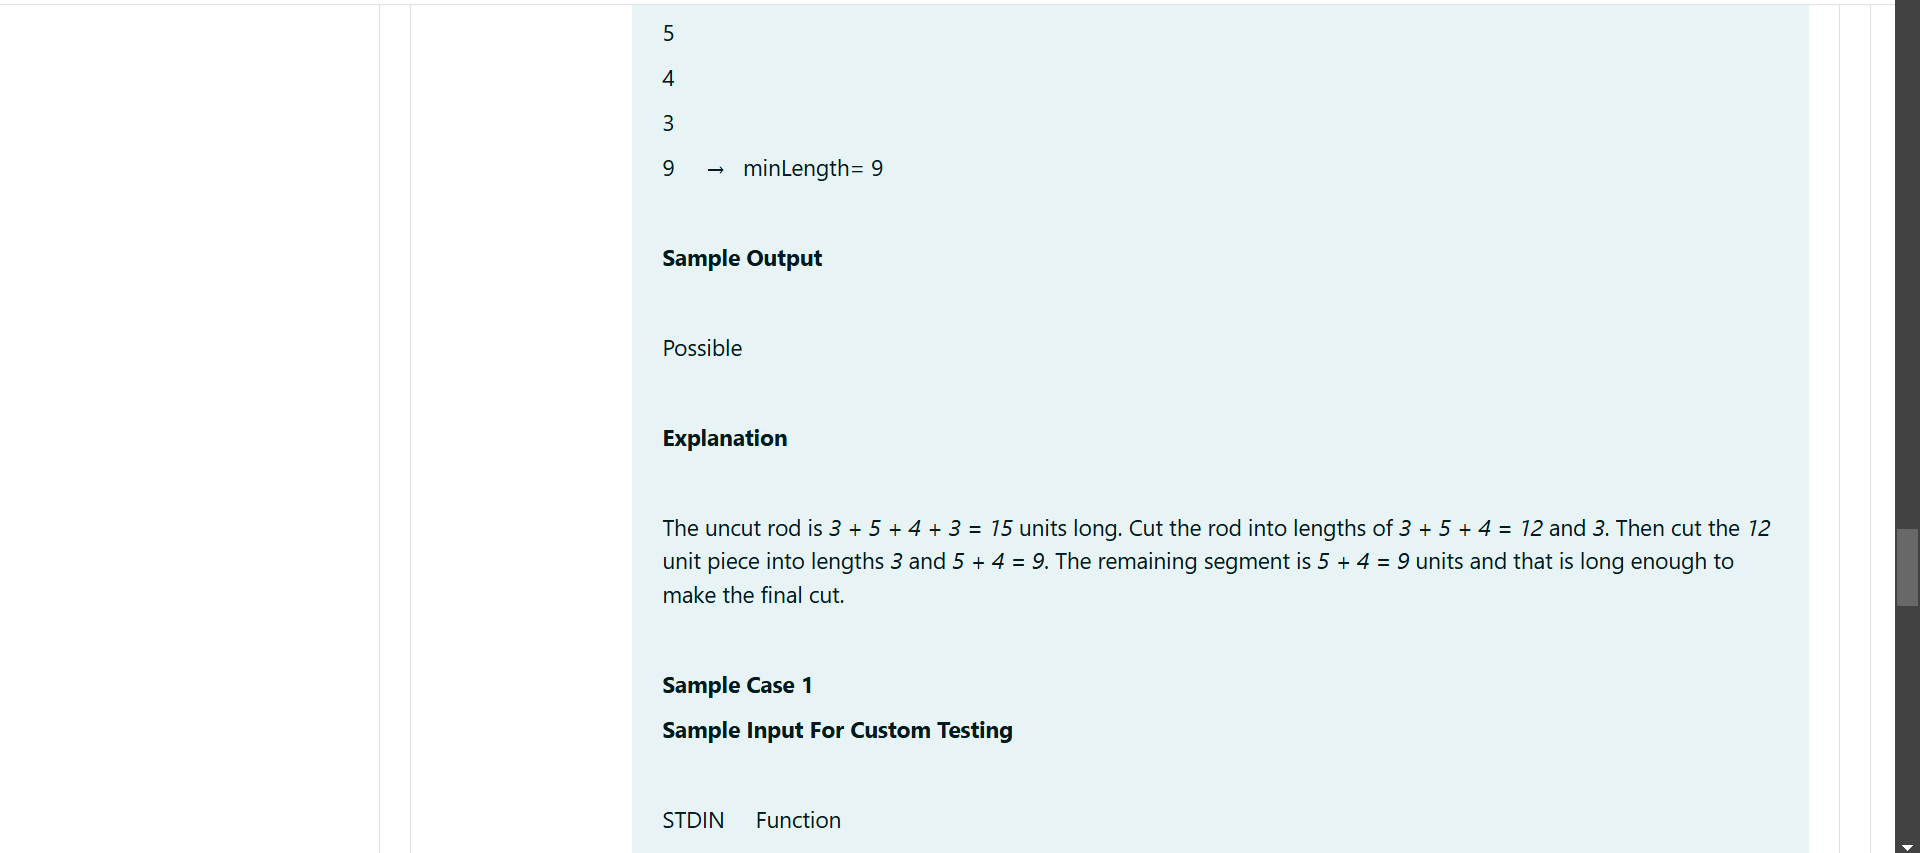 5
4
3
9 → minLength= 9
Sample Output
Possible
Explanation
The uncut rod is 3 + 5 + 4 + 3 = 15 units long. Cut the rod into lengths of 3 + 5 + 4 = 12 and 3. Then cut the 12
unit piece into lengths 3 and 5 + 4 = 9. The remaining segment is 5 + 4 = 9 units and that is long enough to
make the final cut.
Sample Case 1
Sample Input For Custom Testing
STDIN Function